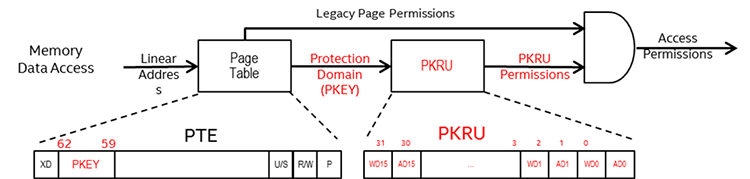 Legacy Page Permissions
Memory
Data Access
Linear
Addres
s
Page
Table
Protection
Domain
(PKEY)
PKRU
PKRU
Permissions
Access
Permissions
62 59 PTE
XD PKEY U/S R/W P
PKRU
31 30 3 2 1 0
WD15 AD15 ... WD1 AD1 WD0 AD0